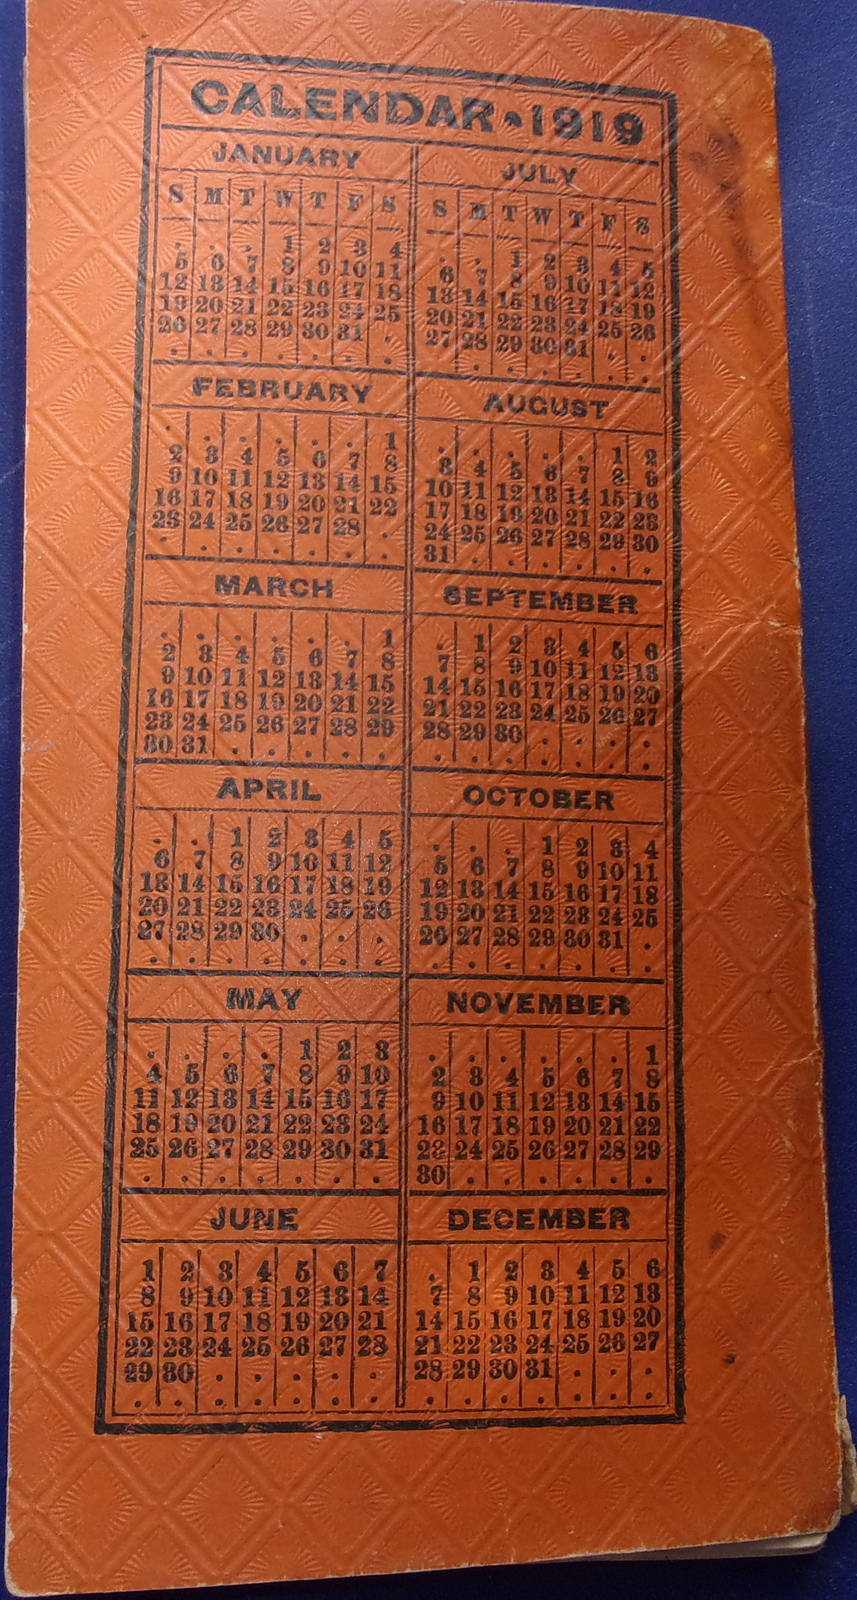 CALENDAR • 1919
JANUARY
S M T W T F S
. . . 1 2 3 4
5 6 7 8 9 10 11
12 13 14 15 16 17 18
19 20 21 22 23 24 25
26 27 28 29 30 31 .
. . . . . . .
FEBRUARY
. . . . . . 1
2 3 4 5 6 7 8
9 10 11 12 13 14 15
16 17 18 19 20 21 22
23 24 25 26 27 28 .
. . . . . . .
MARCH
. . . . . . 1
2 3 4 5 6 7 8
9 10 11 12 13 14 15
16 17 18 19 20 21 22
23 24 25 26 27 28 29
30 31 . . . . .
APRIL
. . 1 2 3 4 5
6 7 8 9 10 11 12
13 14 15 16 17 18 19
20 21 22 23 24 25 26
27 28 29 30 . . .
. . . . . . .
MAY
. . . . 1 2 3
4 5 6 7 8 9 10
11 12 13 14 15 16 17
18 19 20 21 22 23 24
25 26 27 28 29 30 31
. . . . . . .
JUNE
1 2 3 4 5 6 7
8 9 10 11 12 13 14
15 16 17 18 19 20 21
22 23 24 25 26 27 28
29 30 . . . . .
. . . . . . .
JULY
S M T W T F S
. . 1 2 3 4 5
6 7 8 9 10 11 12
13 14 15 16 17 18 19
20 21 22 23 24 25 26
27 28 29 30 31 . .
. . . . . . .
AUGUST
. . . . . 1 2
3 4 5 6 7 8 9
10 11 12 13 14 15 16
17 18 19 20 21 22 23
24 25 26 27 28 29 30
31 . . . . . .
SEPTEMBER
. 1 2 3 4 5 6
7 8 9 10 11 12 13
14 15 16 17 18 19 20
21 22 23 24 25 26 27
28 29 30 . . . .
. . . . . . .
OCTOBER
. . . 1 2 3 4
5 6 7 8 9 10 11
12 13 14 15 16 17 18
19 20 21 22 23 24 25
26 27 28 29 30 31 .
. . . . . . .
NOVEMBER
. . . . . . 1
2 3 4 5 6 7 8
9 10 11 12 13 14 15
16 17 18 19 20 21 22
23 24 25 26 27 28 29
30 . . . . . .
DECEMBER
. 1 2 3 4 5 6
7 8 9 10 11 12 13
14 15 16 17 18 19 20
21 22 23 24 25 26 27
28 29 30 31 . . .
. . . . . . .